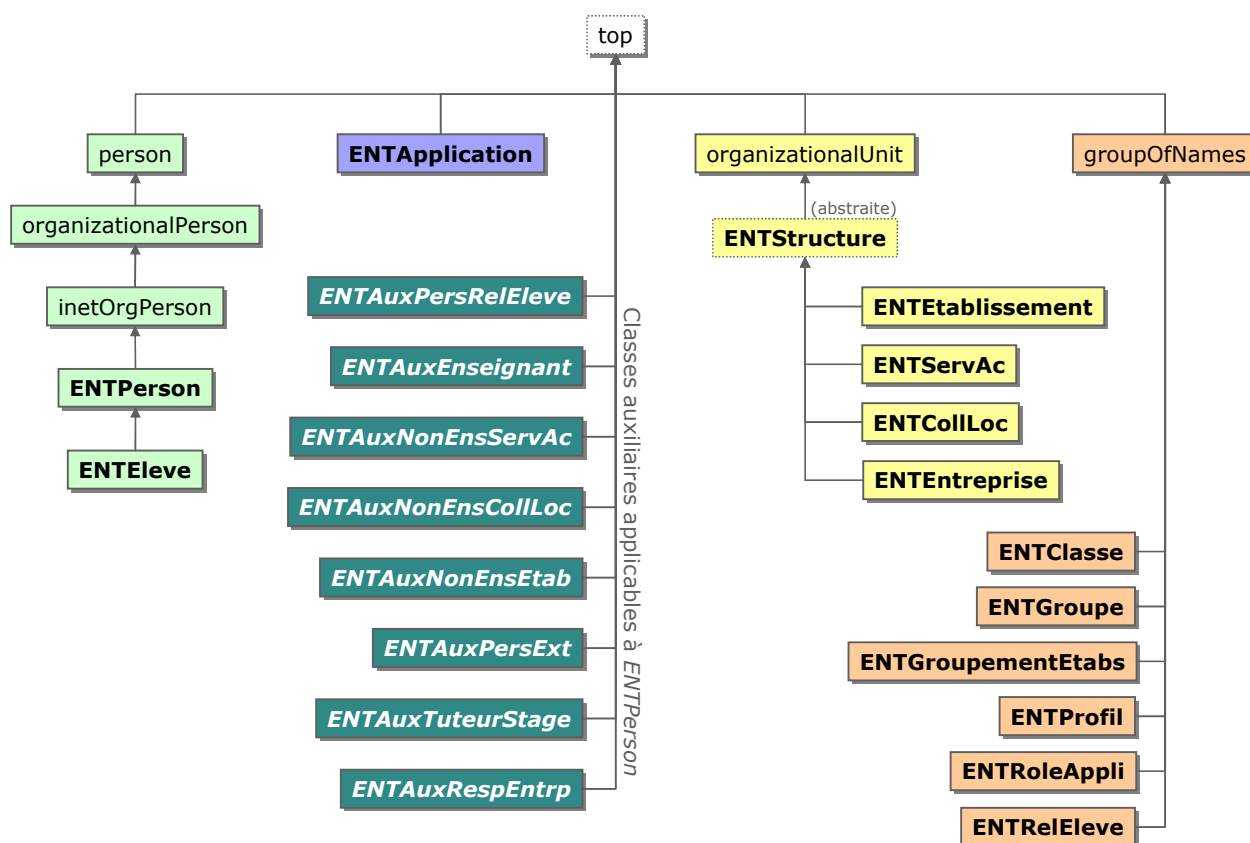 top
person
ENTApplication
organizationalUnit
groupOfNames
organizationalPerson
(abstraite)
ENTStructure
inetOrgPerson
ENTPerson
ENTEleve
ENTAuxPersRelEleve
ENTAuxEnseignant
ENTAuxNonEnsServAc
ENTAuxNonEnsCollLoc
ENTAuxNonEnsEtab
ENTAuxPersExt
ENTAuxTuteurStage
ENTAuxRespEntrp
Classes auxiliaires applicables à ENTPerson
ENTEtablissement
ENTServAc
ENTCollLoc
ENTEntreprise
ENTClasse
ENTGroupe
ENTGroupementEtabs
ENTProfil
ENTRoleAppli
ENTRelEleve